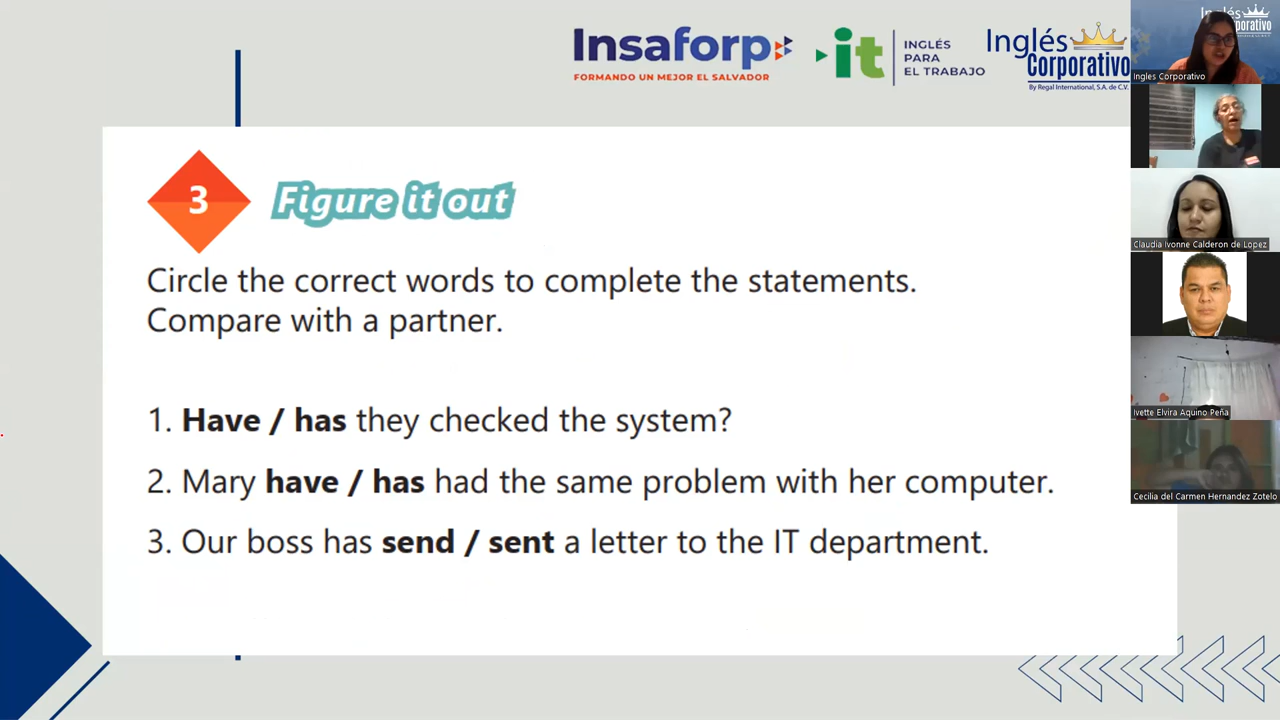 Insaforp
FORMANDO UN MEJOR EL SALVADOR
it
INGLÉS
PARA
EL TRABAJO
Inglés
Corporativo
By Regal International, S.A. de C.V.
3
Figure it out
Circle the correct words to complete the statements.
Compare with a partner.
1. Have / has they checked the system?
2. Mary have / has had the same problem with her computer.
3. Our boss has send / sent a letter to the IT department.
Ingles Corporativo
Claudia Ivonne Calderon de Lopez
Ivette Elvira Aquino Peña
Cecilia del Carmen Hernandez Zotelo